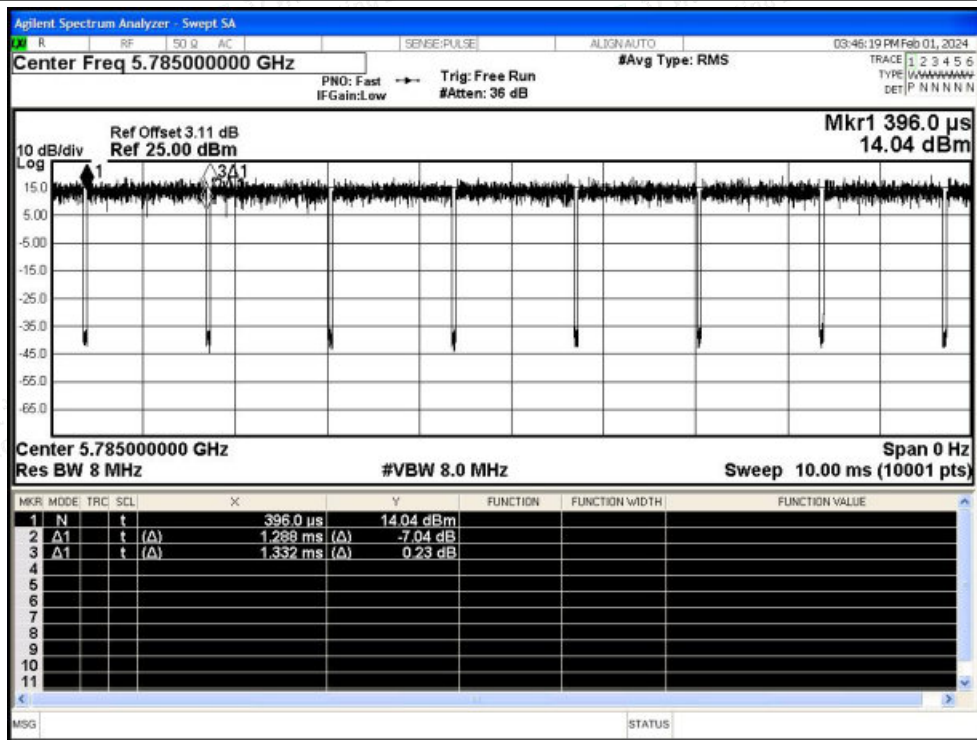 Agilent Spectrum Analyzer - Swept SA
LXI R RF 50 Ω AC SENSE:PULSE ALIGNAUTO 03:46:19 PM Feb 01, 2024
Center Freq 5.785000000 GHz
PNO: Fast
IFGain:Low
Trig: Free Run
#Atten: 36 dB
#Avg Type: RMS
TRACE 1 2 3 4 5 6
TYPE
DET P N N N N N
Mkr1 396.0 µs
14.04 dBm
Ref Offset 3.11 dB
10 dB/div Ref 25.00 dBm
Log
1 3Δ1
15.0
5.00
-5.00
-15.0
-25.0
-35.0
-45.0
-55.0
-65.0
Center 5.785000000 GHz Span 0 Hz
Res BW 8 MHz #VBW 8.0 MHz Sweep 10.00 ms (10001 pts)
MKR MODE TRC SCL X Y FUNCTION FUNCTION WIDTH FUNCTION VALUE
1 N t 396.0 µs 14.04 dBm
2 Δ1 t (Δ) 1.288 ms (Δ) -7.04 dB
3 Δ1 t (Δ) 1.332 ms (Δ) 0.23 dB
4
5
6
7
8
9
10
11
MSG STATUS